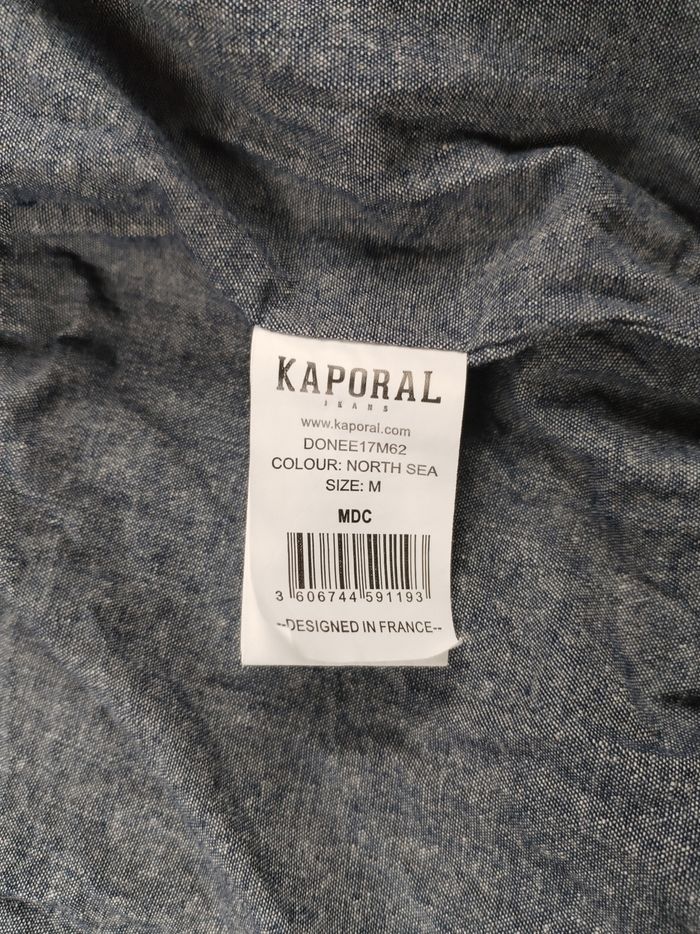 KAPORAL
JEANS
www.kaporal.com
DONEE17M62
COLOUR: NORTH SEA
SIZE: M
MDC
3 606744 591193
--DESIGNED IN FRANCE--